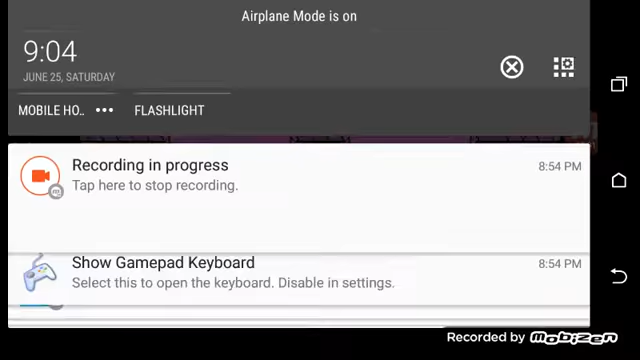 Airplane Mode is on
9:04
JUNE 25, SATURDAY
MOBILE HO..
FLASHLIGHT
Recording in progress
8:54 PM
Tap here to stop recording.
Show Gamepad Keyboard
8:54 PM
Select this to open the keyboard. Disable in settings.
Recorded by mobizen